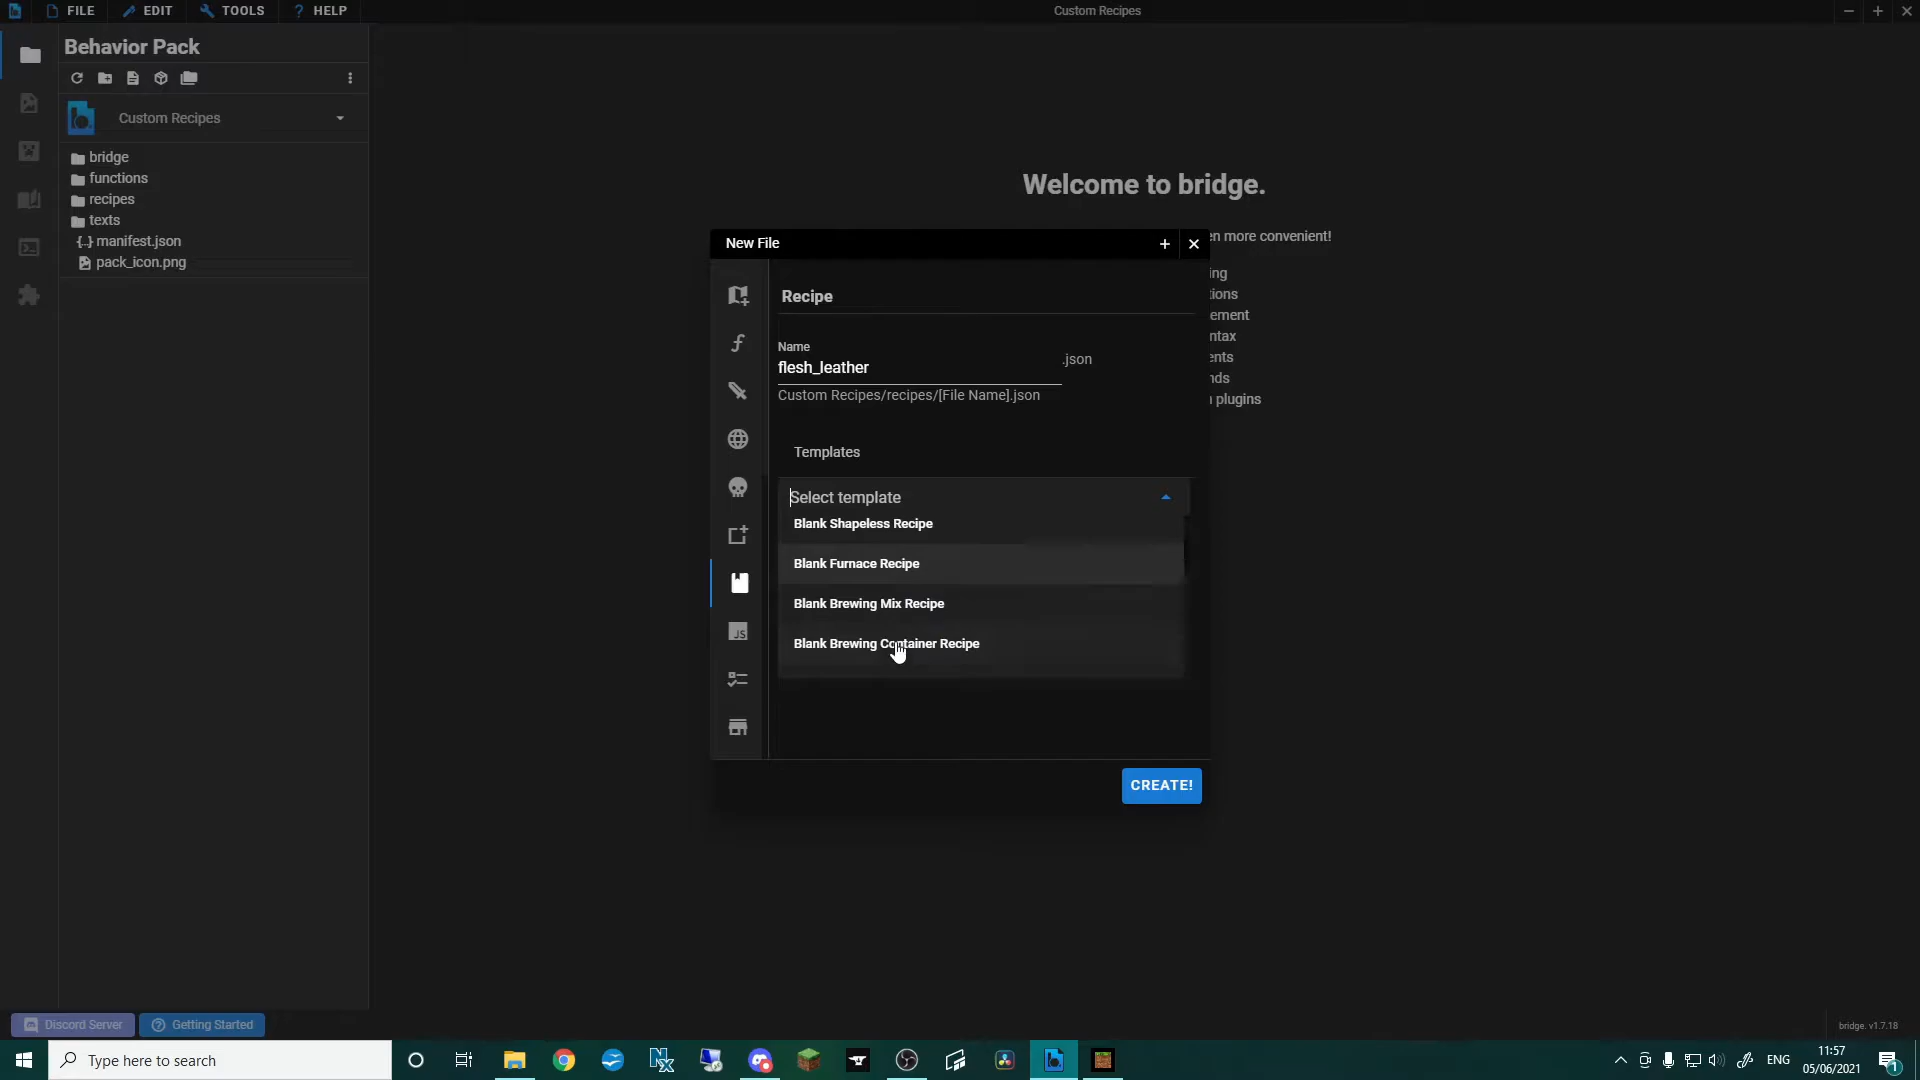 FILE
EDIT
TOOLS
HELP
Custom Recipes
Behavior Pack
Custom Recipes
bridge
functions
recipes
texts
manifest.json
pack_icon.png
Welcome to bridge.
en more convenient!
ing
tions
ement
ntax
ents
nds
plugins
New File
Recipe
Name
flesh_leather
.json
Custom Recipes/recipes/[File Name].json
Templates
Select template
Blank Shapeless Recipe
Blank Furnace Recipe
Blank Brewing Mix Recipe
Blank Brewing Container Recipe
JS
CREATE!
Discord Server
Getting Started
bridge. v1.7.18
Type here to search
ENG
11:57
05/06/2021
1